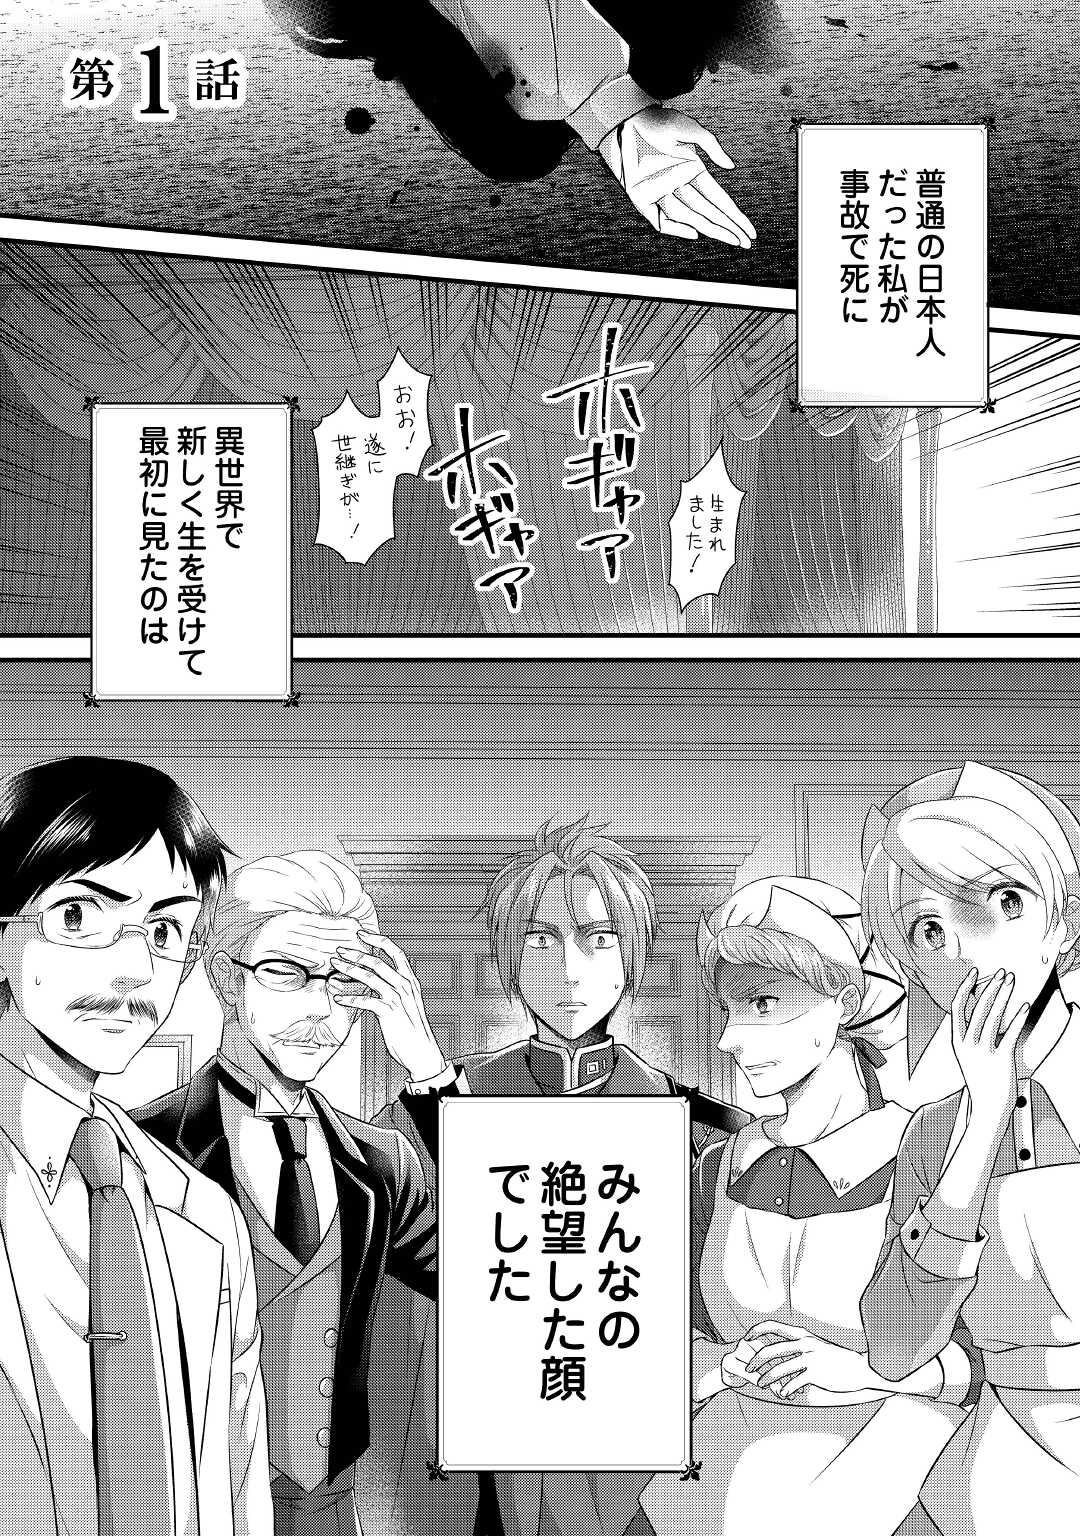 第1話
普通の日本人
だった私が
事故で死に
生まれ
ました!
ホギャァ
ホギャァ
おお!
遂に
世継ぎが…!
異世界で
新しく生を受けて
最初に見たのは
みんなの
絶望した顔
でした